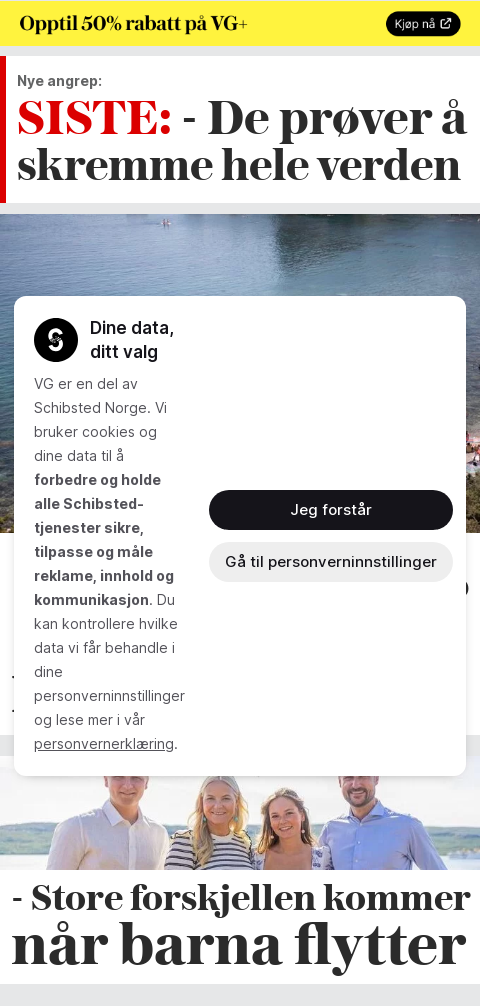 Opptil 50% rabatt på VG+
Kjøp nå
Nye angrep:
SISTE: - De prøver å
skremme hele verden
S
Dine data,
ditt valg
VG er en del av
Schibsted Norge. Vi
bruker cookies og
dine data til å
forbedre og holde
alle Schibsted-
tjenester sikre,
tilpasse og måle
reklame, innhold og
kommunikasjon. Du
kan kontrollere hvilke
data vi får behandle i
dine
personverninnstillinger
og lese mer i vår
personvernerklæring.
Jeg forstår
Gå til personverninnstillinger
- Store forskjellen kommer
når barna flytter